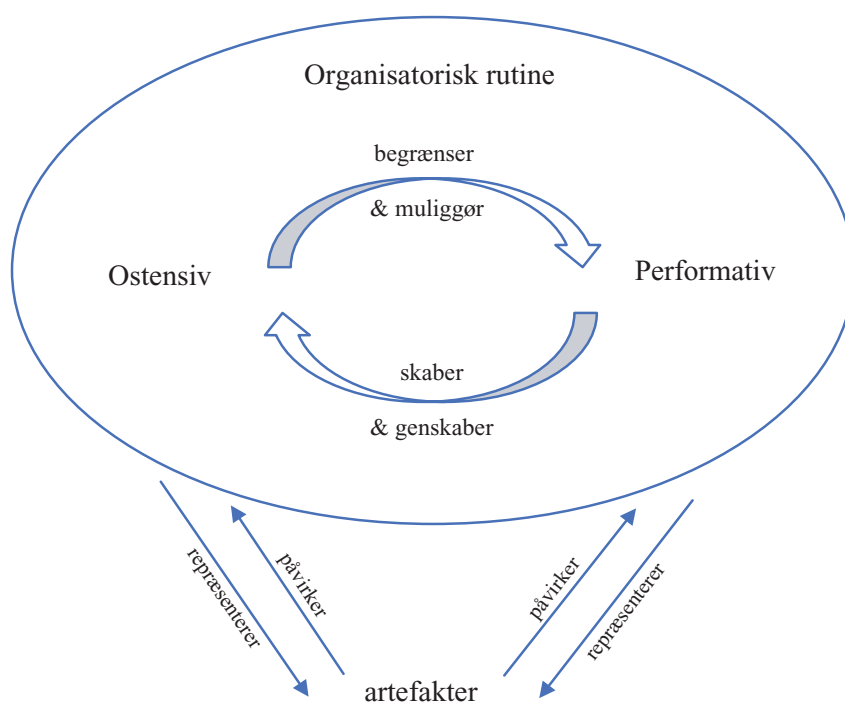 Organisatorisk rutine
begrænser
& muliggør
Ostensiv
Performativ
skaber
& genskaber
repræsenterer
påvirker
påvirker
repræsenterer
artefakter